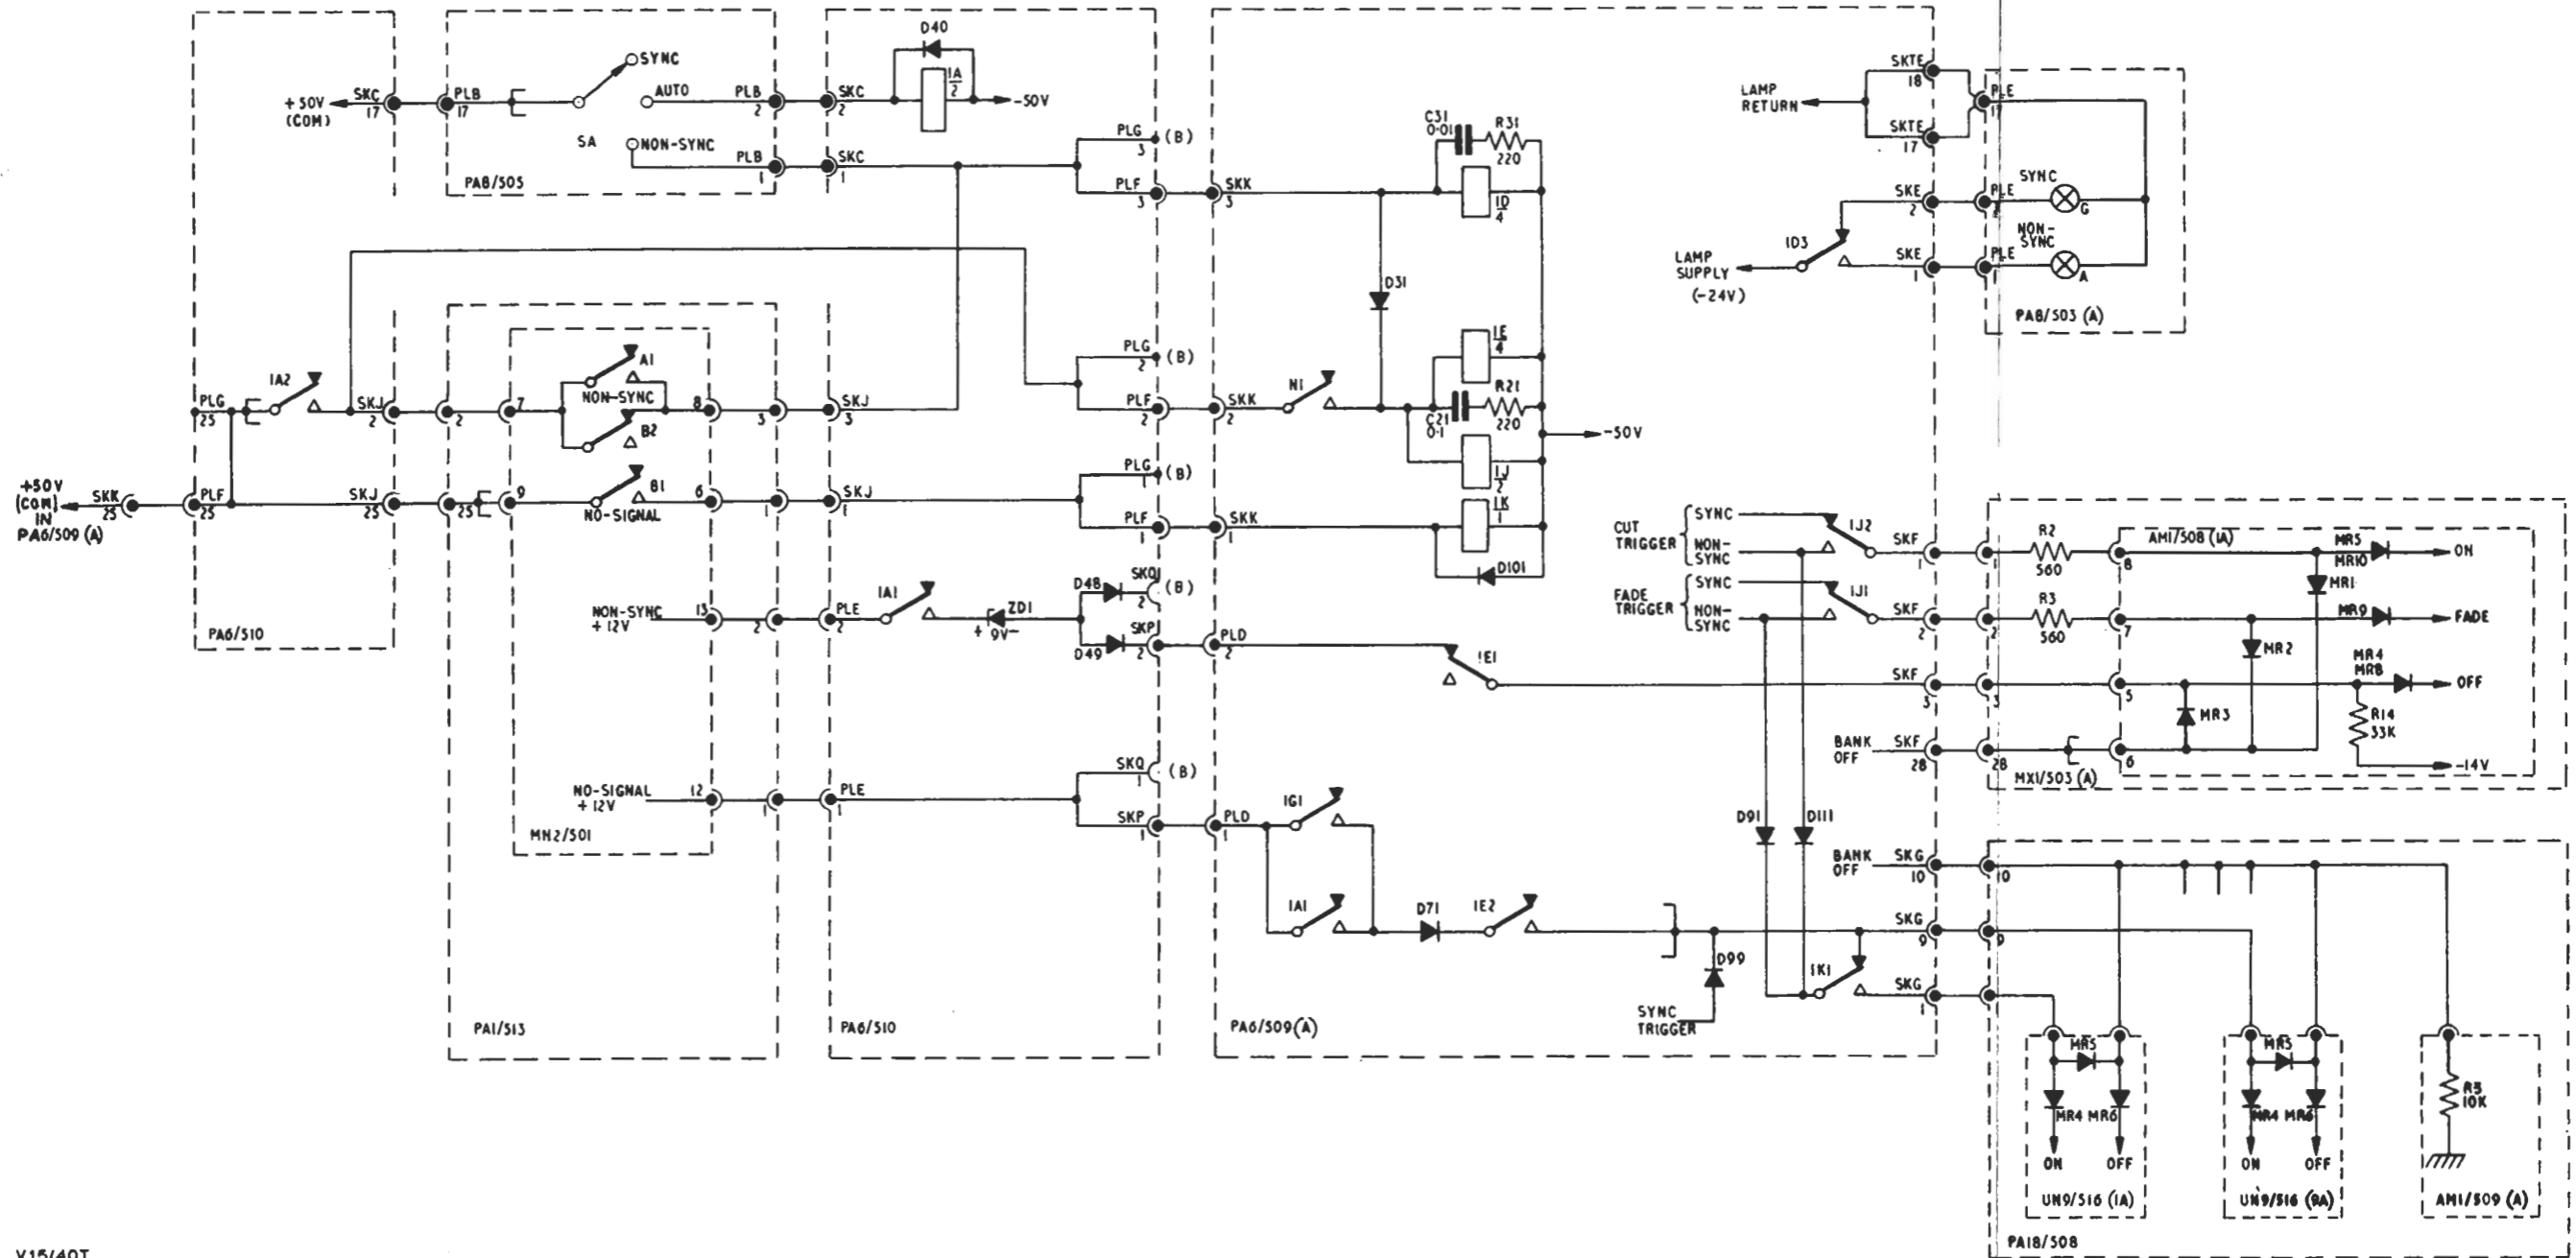 +50V
(COM)
SKC
17
PLB
17
SYNC
AUTO
SA
NON-SYNC
PLB
2
PLB
1
PA8/505
SKC
2
SKC
1
D40
1A
2
-50V
PLG
3
(B)
PLF
3
SKK
3
C31
0·01
R31
220
1D
4
D31
LAMP
RETURN
SKTE
18
SKTE
17
PLE
SKE
2
PLE
SYNC
G
NON-
SYNC
1D3
LAMP
SUPPLY
(-24V)
SKE
1
PLE
1
A
PA8/503 (A)
PLG
25
1A2
SKJ
2
2
7
A1
NON-SYNC
B2
8
3
SKJ
3
PLG
2
(B)
PLF
2
SKK
2
N1
1E
4
C21
0·1
R21
220
-50V
1J
2
+50V
(COM)
IN
PA6/509 (A)
SKK
25
PLF
25
SKJ
25
25
9
B1
NO-SIGNAL
6
1
SKJ
1
PLG
1
(B)
PLF
1
SKK
1
1K
1
D101
PA6/510
NON-SYNC
+12V
13
2
PLE
2
1A1
ZD1
+ 9V-
D48
SKQ
2
(B)
D49
SKP
2
PLD
2
1E1
CUT
TRIGGER
SYNC
NON-
SYNC
1J2
SKF
1
1
R2
560
8
AM1/508 (1A)
MR5
MR10
ON
MR1
FADE
TRIGGER
SYNC
NON-
SYNC
1J1
SKF
2
2
R3
560
7
MR9
FADE
MR2
MR4
MR8
SKF
3
3
5
OFF
MR3
R14
33K
BANK
OFF
SKF
28
28
6
-14V
MX1/503 (A)
NO-SIGNAL
+12V
12
1
PLE
1
SKQ
1
(B)
SKP
1
PLD
1
1G1
MN2/501
D91
D111
1A1
D71
1E2
BANK
OFF
SKG
10
10
SKG
9
9
D99
SYNC
TRIGGER
1K1
SKG
1
PA1/513
PA6/510
PA6/509 (A)
MR5
MR4
MR6
ON
OFF
UN9/516 (1A)
MR5
MR4
MR6
ON
OFF
UN9/516 (9A)
R5
10K
AM1/509 (A)
PA18/508
V15/40T